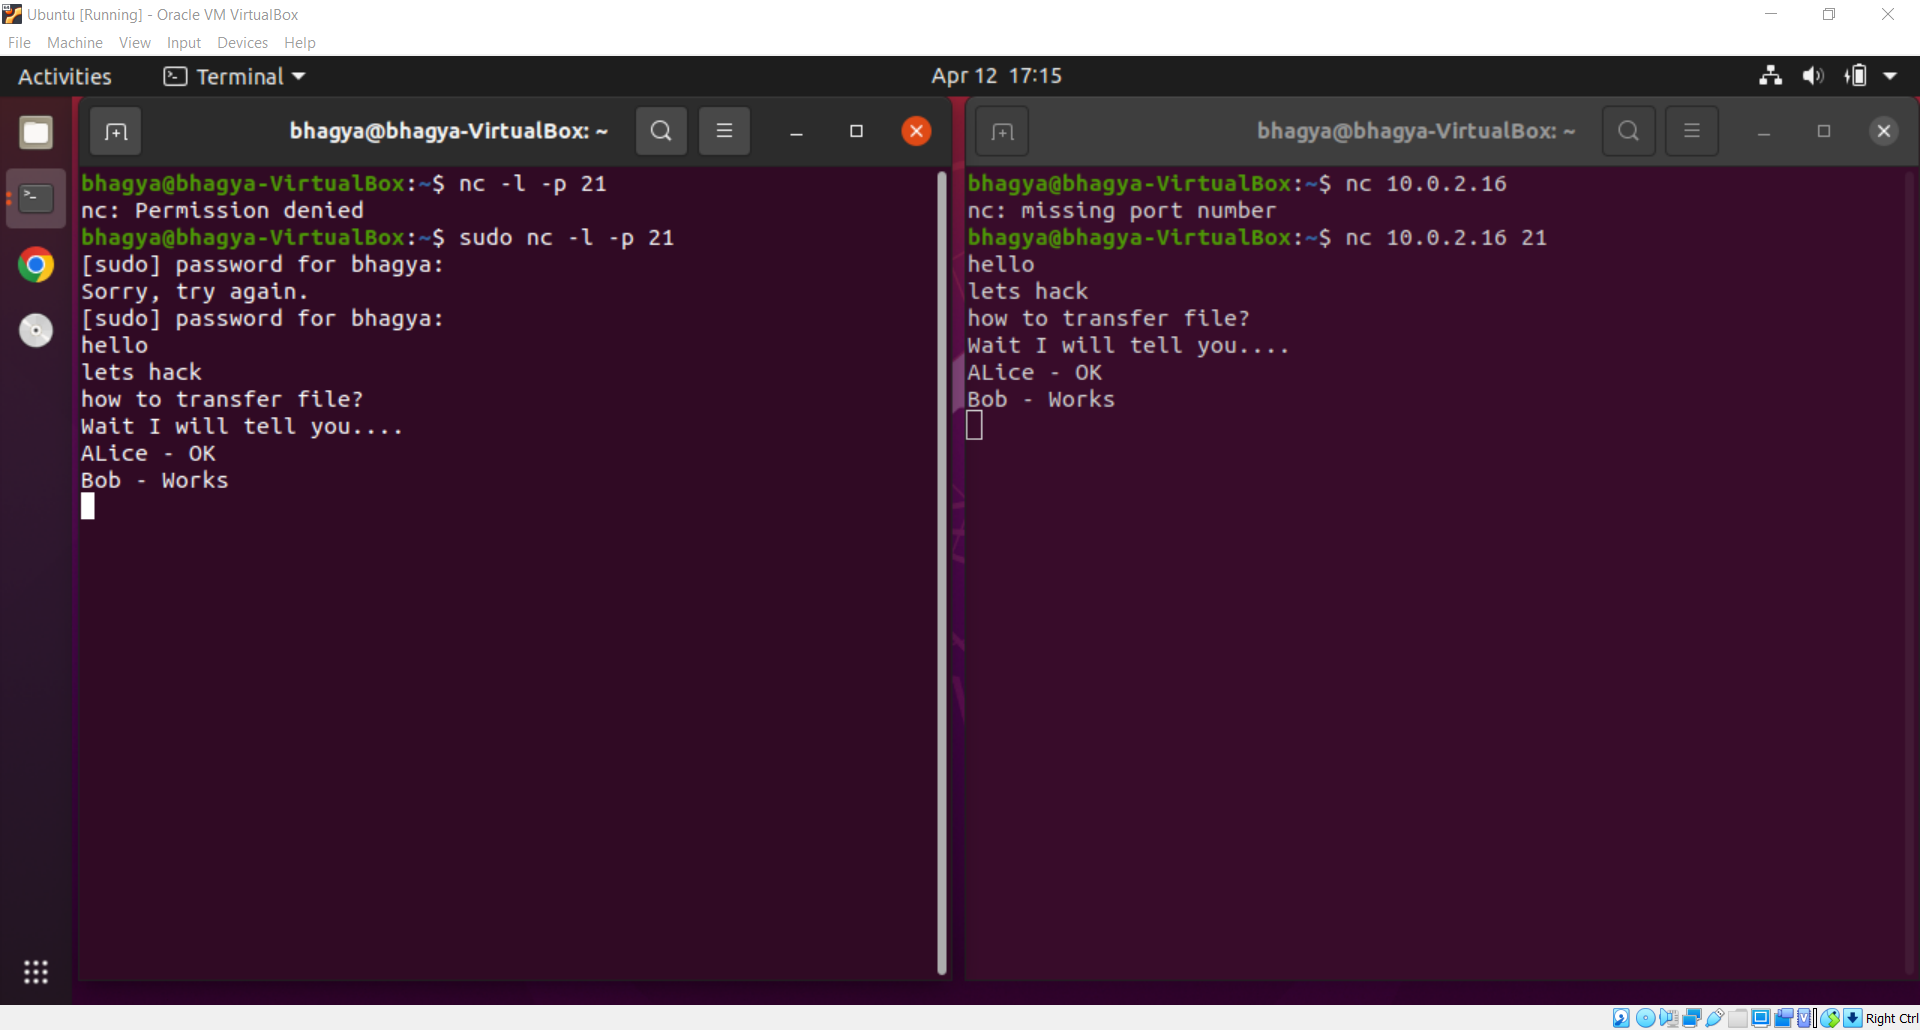 Ubuntu [Running] - Oracle VM VirtualBox
File Machine View Input Devices Help
Activities Terminal Apr 12 17:15
bhagya@bhagya-VirtualBox: ~
bhagya@bhagya-VirtualBox:~$ nc -l -p 21
nc: Permission denied
bhagya@bhagya-VirtualBox:~$ sudo nc -l -p 21
[sudo] password for bhagya:
Sorry, try again.
[sudo] password for bhagya:
hello
lets hack
how to transfer file?
Wait I will tell you....
ALice - OK
Bob - Works
bhagya@bhagya-VirtualBox: ~
bhagya@bhagya-VirtualBox:~$ nc 10.0.2.16
nc: missing port number
bhagya@bhagya-VirtualBox:~$ nc 10.0.2.16 21
hello
lets hack
how to transfer file?
Wait I will tell you....
ALice - OK
Bob - Works
Right Ctrl